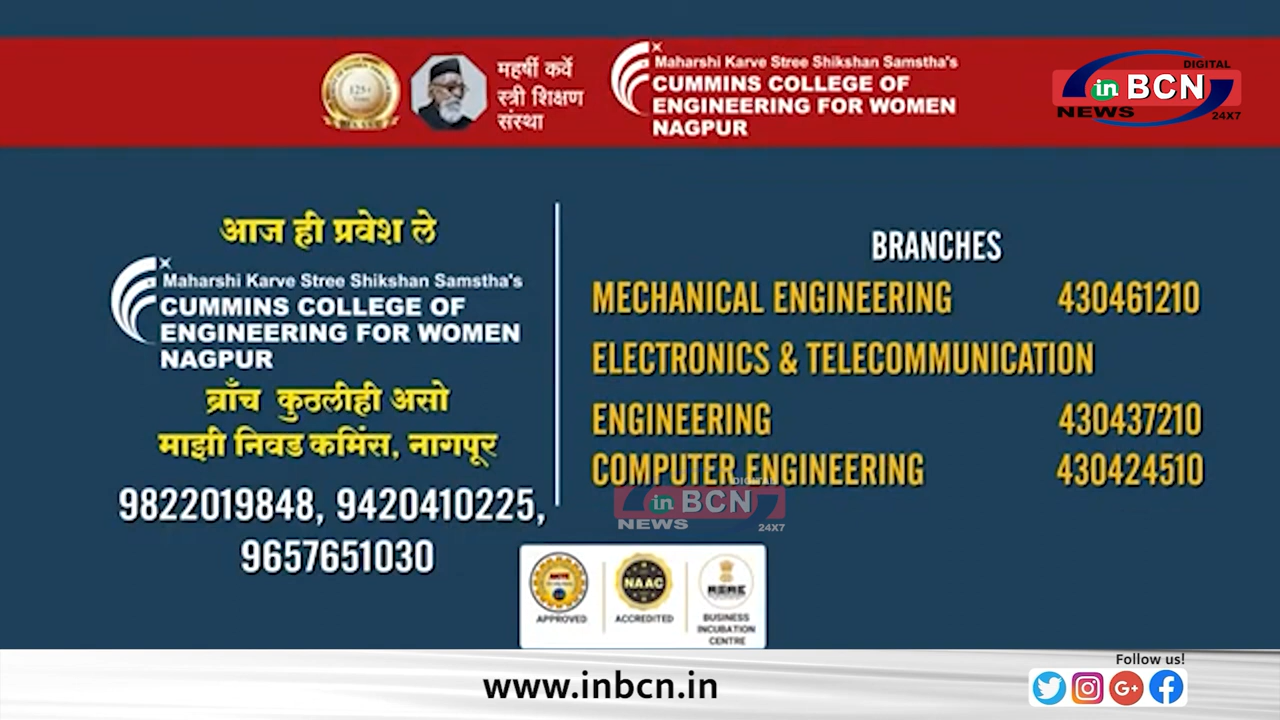 125+
महर्षी कर्वे
स्त्री शिक्षण
संस्था
Maharshi Karve Stree Shikshan Samstha's
CUMMINS COLLEGE OF
ENGINEERING FOR WOMEN
NAGPUR
DIGITAL
in BCN
NEWS 24X7
आज ही प्रवेश ले
Maharshi Karve Stree Shikshan Samstha's
CUMMINS COLLEGE OF
ENGINEERING FOR WOMEN
NAGPUR
ब्राँच कुठलीही असो
माझी निवड कमिंस, नागपूर
9822019848, 9420410225,
9657651030
BRANCHES
MECHANICAL ENGINEERING 430461210
ELECTRONICS & TELECOMMUNICATION
ENGINEERING 430437210
COMPUTER ENGINEERING 430424510
DIGITAL
in BCN
NEWS 24X7
APPROVED
NAAC
ACCREDITED
BUSINESS
INCUBATION
CENTRE
www.inbcn.in
Follow us!